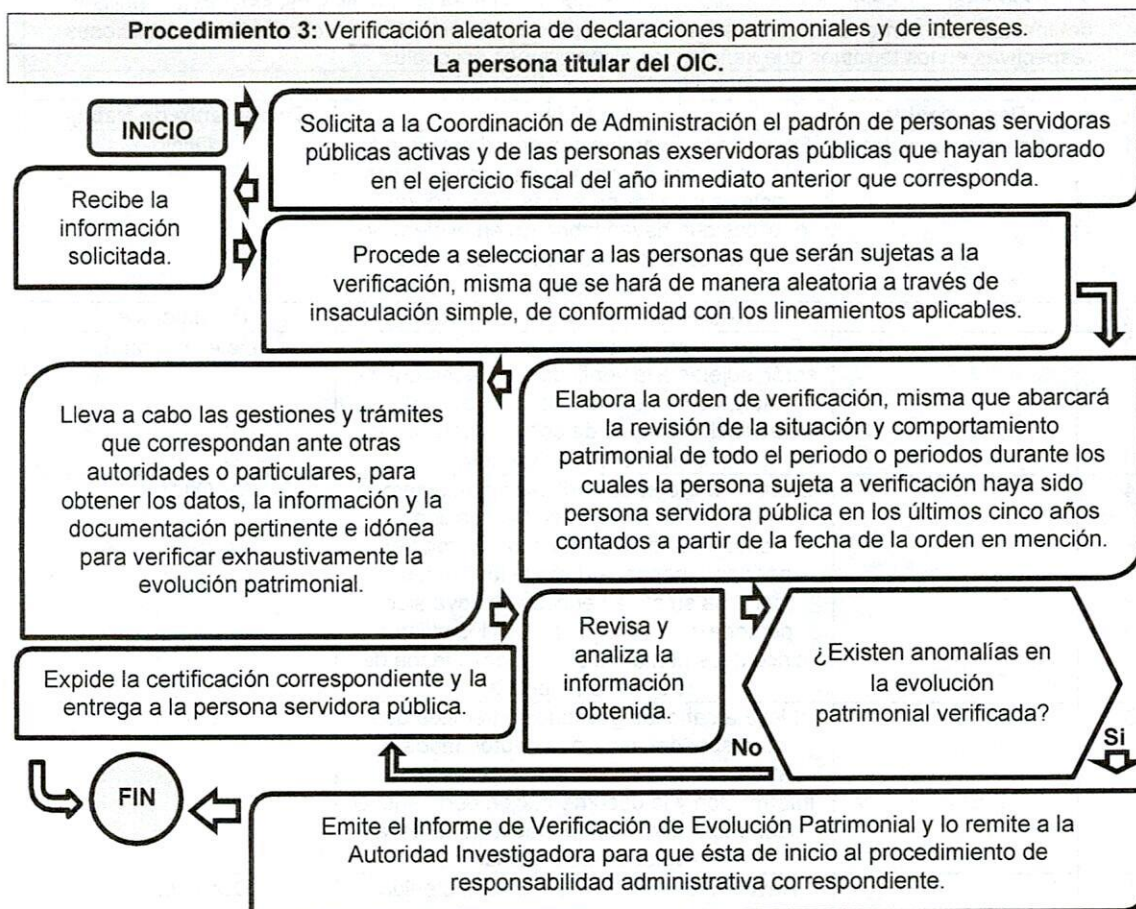 Procedimiento 3: Verificación aleatoria de declaraciones patrimoniales y de intereses.
La persona titular del OIC.
INICIO
Solicita a la Coordinación de Administración el padrón de personas servidoras
públicas activas y de las personas exservidoras públicas que hayan laborado
en el ejercicio fiscal del año inmediato anterior que corresponda.
Recibe la
información
solicitada.
Procede a seleccionar a las personas que serán sujetas a la
verificación, misma que se hará de manera aleatoria a través de
insaculación simple, de conformidad con los lineamientos aplicables.
Elabora la orden de verificación, misma que abarcará
la revisión de la situación y comportamiento
patrimonial de todo el periodo o periodos durante los
cuales la persona sujeta a verificación haya sido
persona servidora pública en los últimos cinco años
contados a partir de la fecha de la orden en mención.
Lleva a cabo las gestiones y trámites
que correspondan ante otras
autoridades o particulares, para
obtener los datos, la información y la
documentación pertinente e idónea
para verificar exhaustivamente la
evolución patrimonial.
Revisa y
analiza la
información
obtenida.
¿Existen anomalías en
la evolución
patrimonial verificada?
No
Si
Expide la certificación correspondiente y la
entrega a la persona servidora pública.
Emite el Informe de Verificación de Evolución Patrimonial y lo remite a la
Autoridad Investigadora para que ésta de inicio al procedimiento de
responsabilidad administrativa correspondiente.
FIN